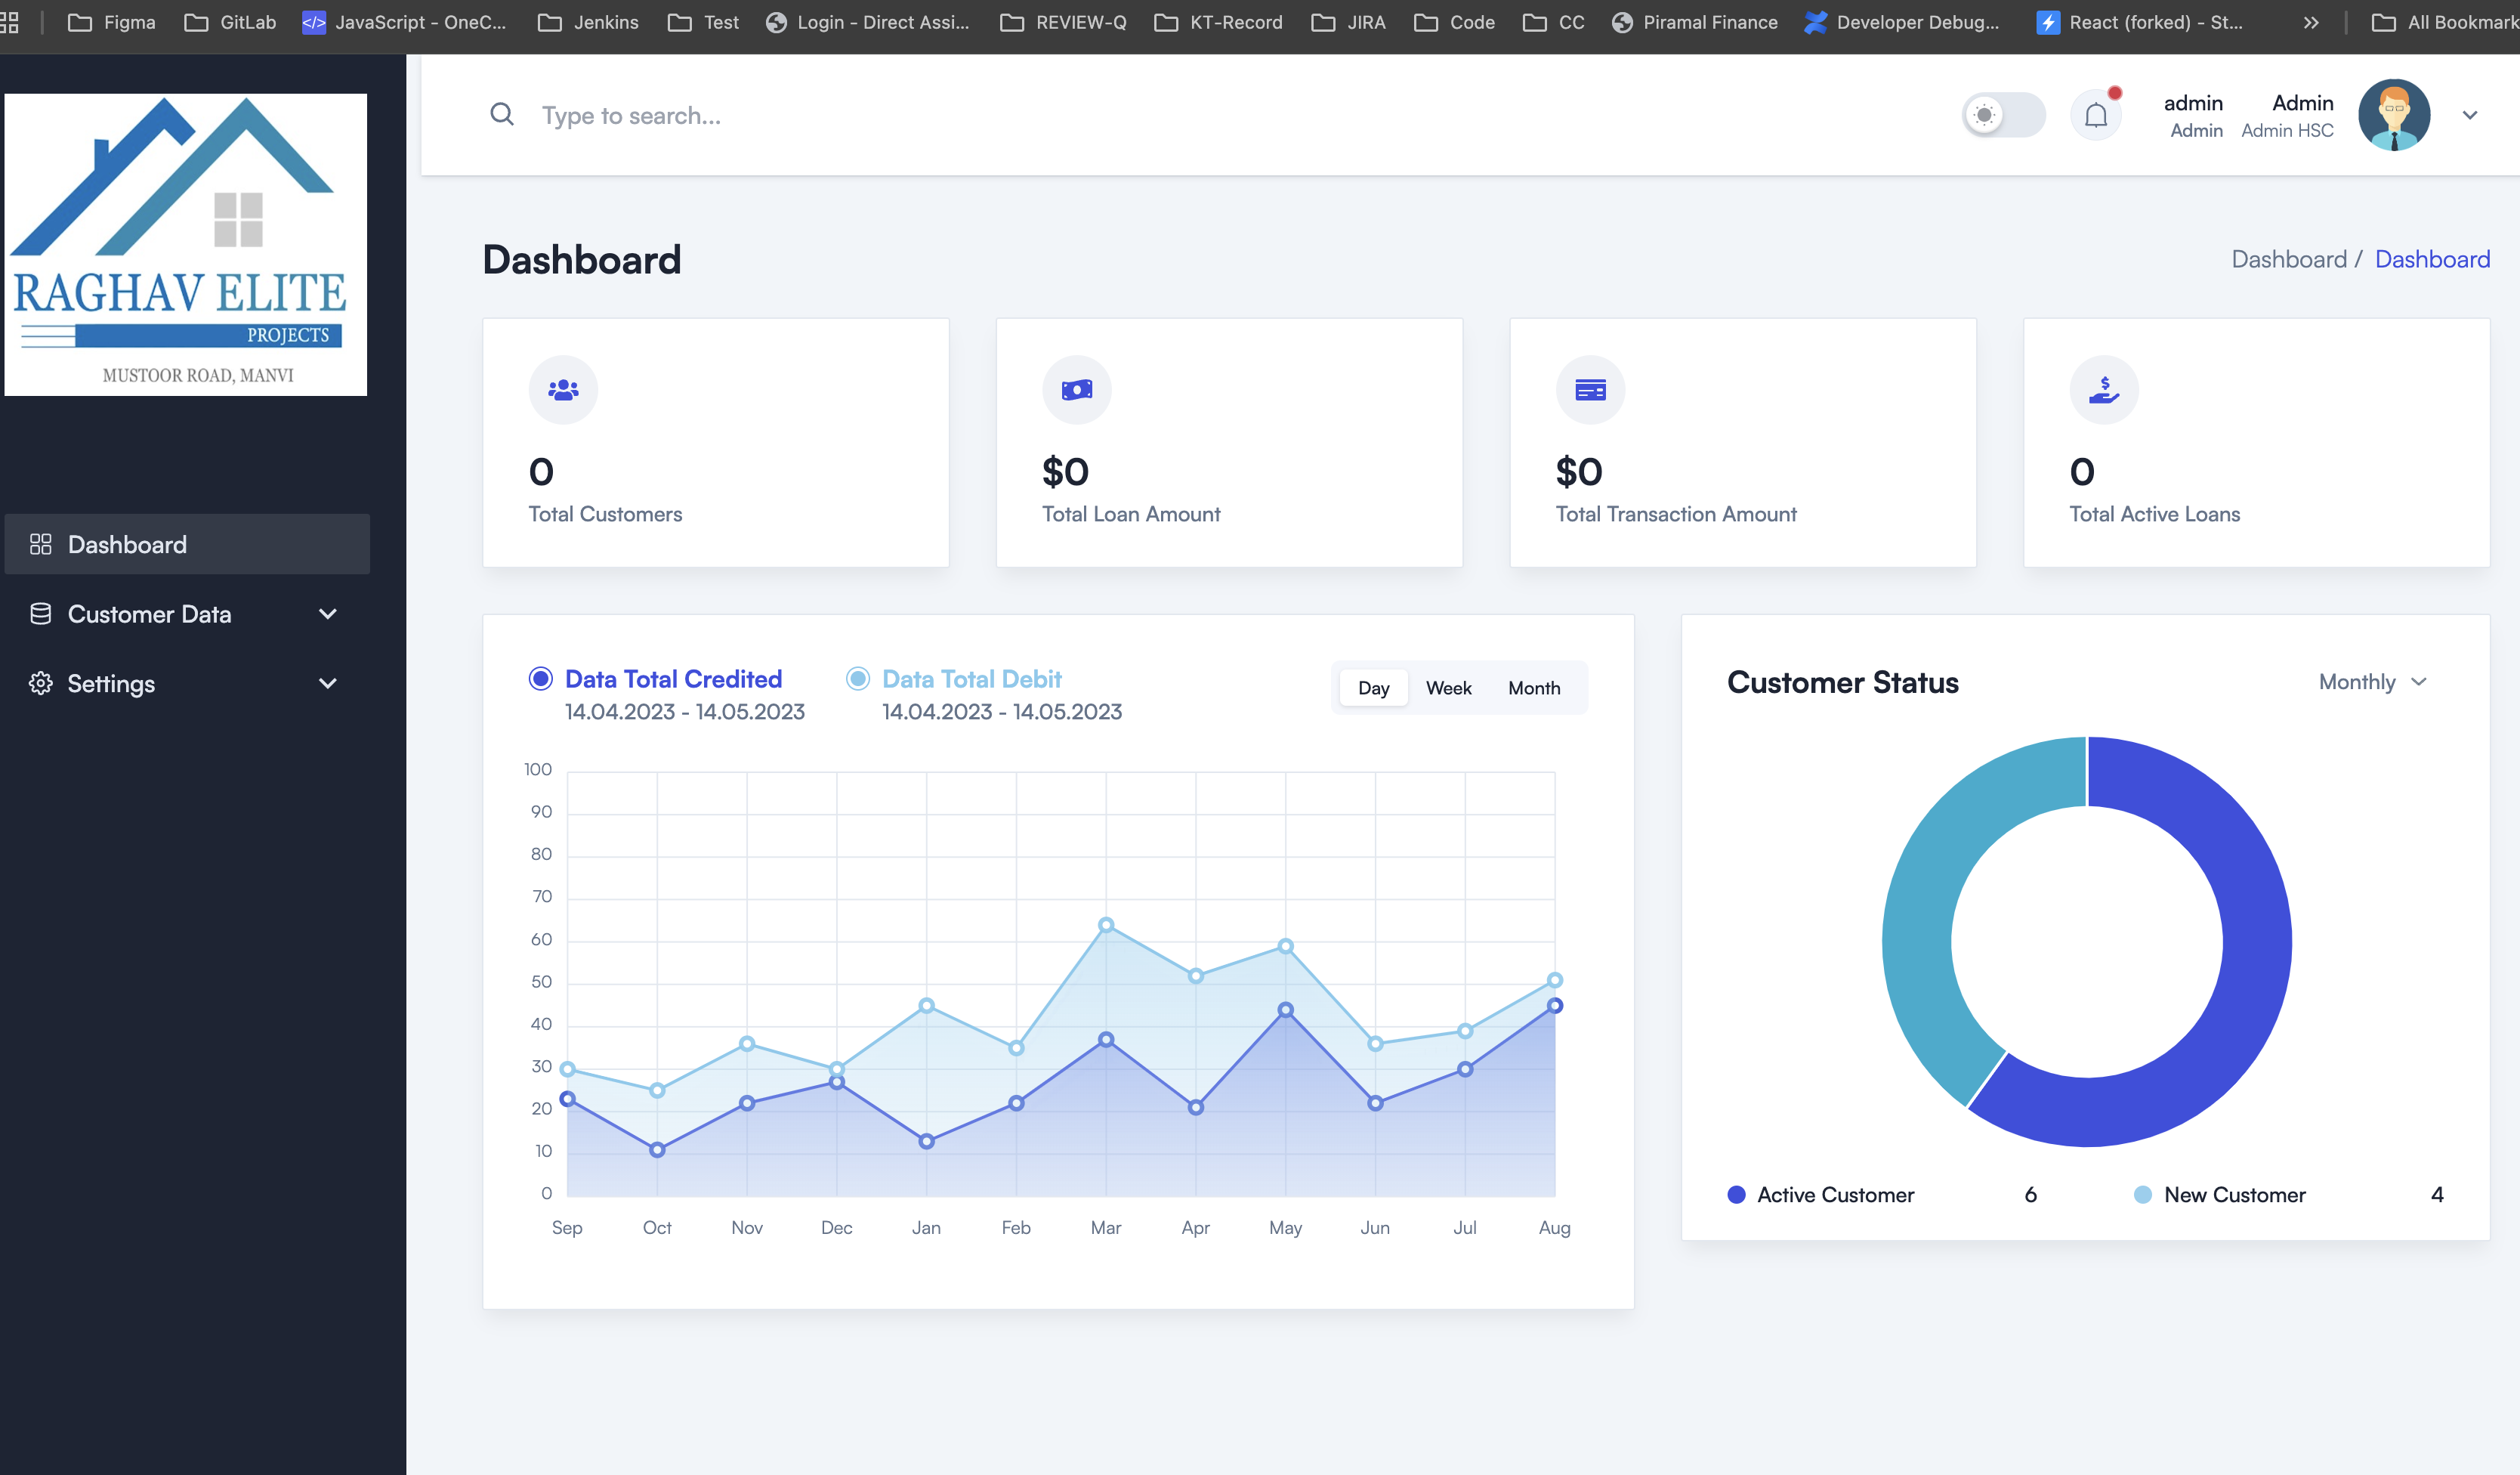 Figma GitLab JavaScript - OneC... Jenkins Test Login - Direct Assi... REVIEW-Q KT-Record JIRA Code CC Piramal Finance Developer Debug... React (forked) - St... All Bookmark
RAGHAV ELITE
PROJECTS
MUSTOOR ROAD, MANVI
Dashboard
Customer Data
Settings
Type to search...
admin
Admin
Admin
Admin HSC
Dashboard
Dashboard / Dashboard
0
Total Customers
$0
Total Loan Amount
$0
Total Transaction Amount
0
Total Active Loans
Data Total Credited
14.04.2023 - 14.05.2023
Data Total Debit
14.04.2023 - 14.05.2023
Day Week Month
100
90
80
70
60
50
40
30
20
10
0
Sep Oct Nov Dec Jan Feb Mar Apr May Jun Jul Aug
Customer Status
Monthly
Active Customer 6
New Customer 4